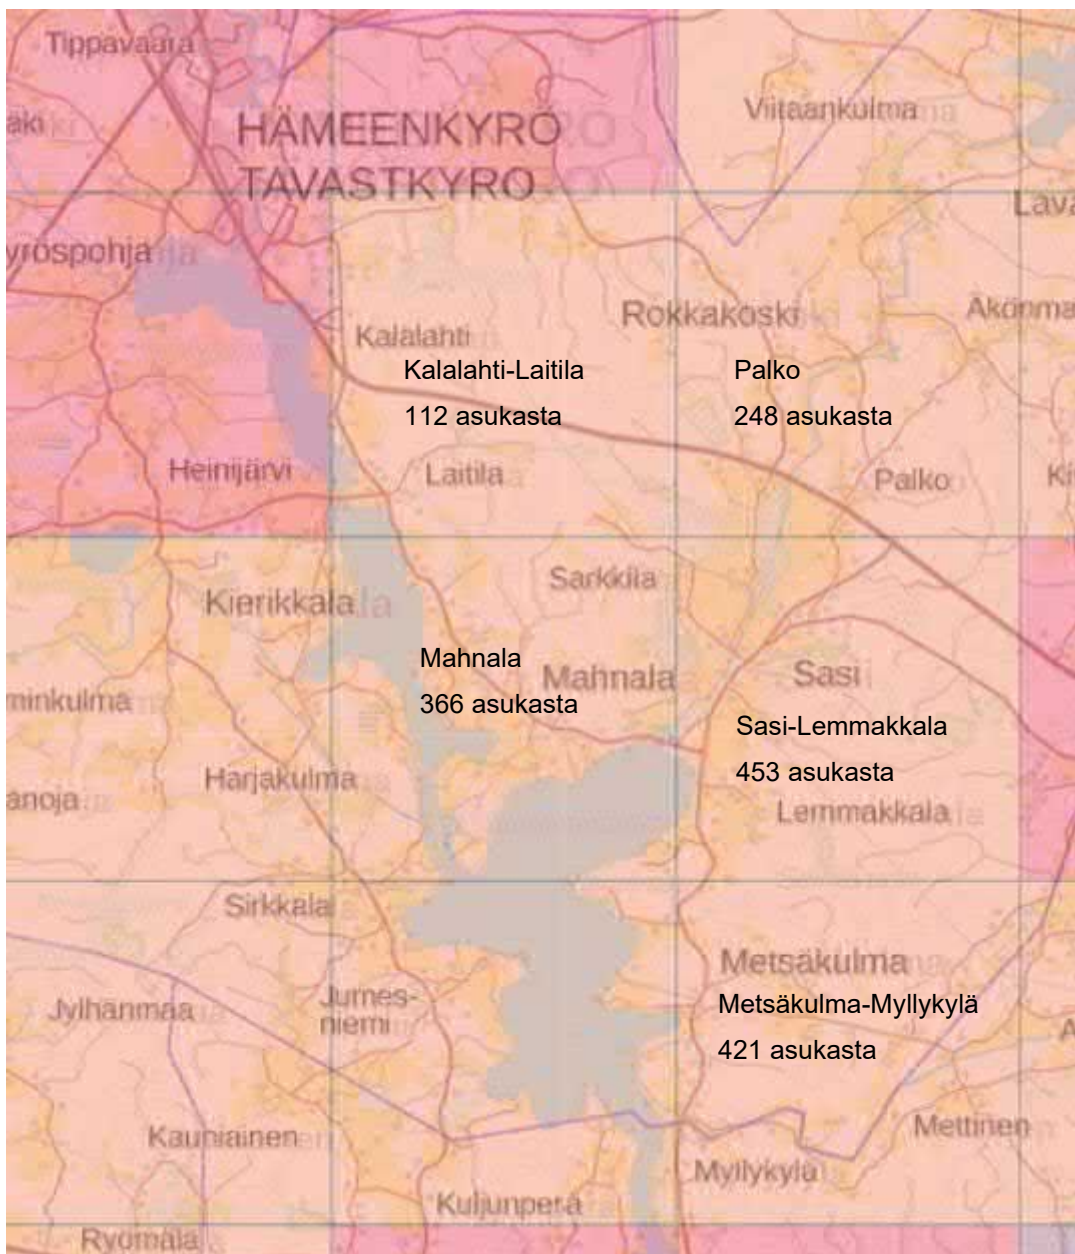 Tippavaara
HÄMEENKYRÖ
TAVASTKYRO
Viitaankulma
Lava
yröspohja
Rokkakoski
Akönma
Kalalahti
Kalalahti-Laitila
112 asukasta
Palko
248 asukasta
Heinijärvi
Laitila
Palko
Sarkkila
Kierikkala
Mahnala
366 asukasta
Mahnala
Sasi
minkulma
Sasi-Lemmakkala
453 asukasta
Harjakulma
anoja
Lemmakkala
Sirkkala
Metsäkulma
Metsäkulma-Myllykylä
421 asukasta
Jylhänmaa
Jumes-
niemi
Kauniainen
Mettinen
Myllykylä
Kuljunperä
Ryömälä